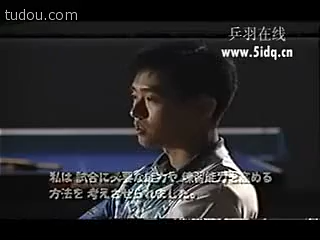 tudou.com
乒羽在线
www.5idq.cn
私は 試合に必要な能力や、練習能力を高める
方法を 考えさせられました。